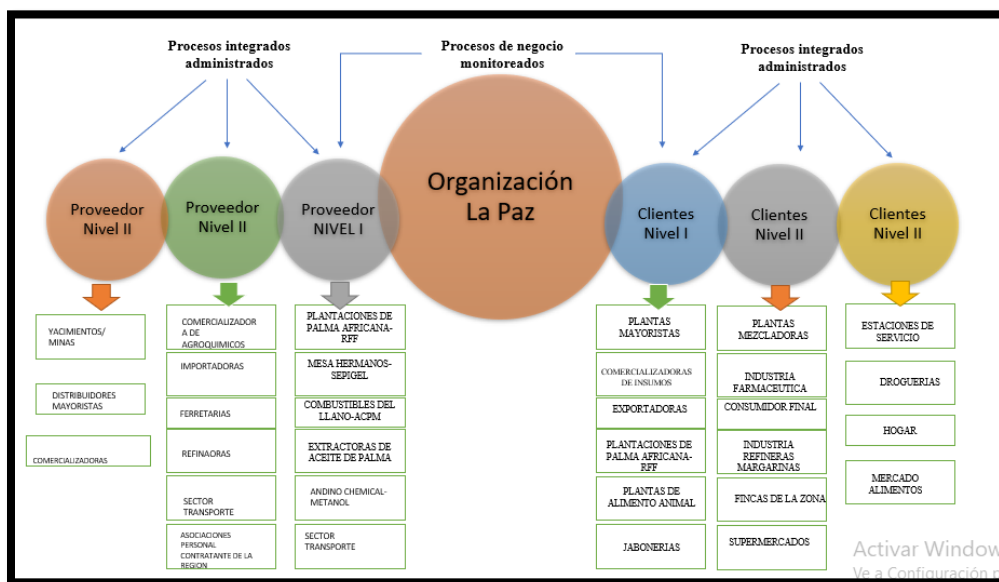 Procesos integrados
administrados
Procesos de negocio
monitoreados
Procesos integrados
administrados
Proveedor
Nivel II
Proveedor
Nivel II
Proveedor
NIVEL I
Organización
La Paz
Clientes
Nivel I
Clientes
Nivel II
Clientes
Nivel II
YACIMIENTOS/
MINAS
DISTRIBUIDORES
MAYORISTAS
COMERCIALIZADORAS
COMERCIALIZADOR
A DE
AGROQUIMICOS
IMPORTADORAS
FERRETARIAS
REFINAORAS
SECTOR
TRANSPORTE
ASOCIACIONES
PERSONAL
CONTRATANTE DE LA
REGION
PLANTACIONES DE
PALMA AFRICANA-
RFF
MESA HERMANOS-
SEPIGEL
COMBUSTIBLES DEL
LLANO-ACPM
EXTRACTORAS DE
ACEITE DE PALMA
ANDINO CHEMICAL-
METANOL
SECTOR
TRANSPORTE
PLANTAS
MAYORISTAS
COMERCIALIZADORAS
DE INSUMOS
EXPORTADORAS
PLANTACIONES DE
PALMA AFRICANA-
RFF
PLANTAS DE
ALIMENTO ANIMAL
JABONERIAS
PLANTAS
MEZCLADORAS
INDUSTRIA
FARMACEUTICA
CONSUMIDOR FINAL
INDUSTRIA
REFINERAS
MARGARINAS
FINCAS DE LA ZONA
SUPERMERCADOS
ESTACIONES DE
SERVICIO
DROGUERIAS
HOGAR
MERCADO
ALIMENTOS
Activar Window
Ve a Configuración p